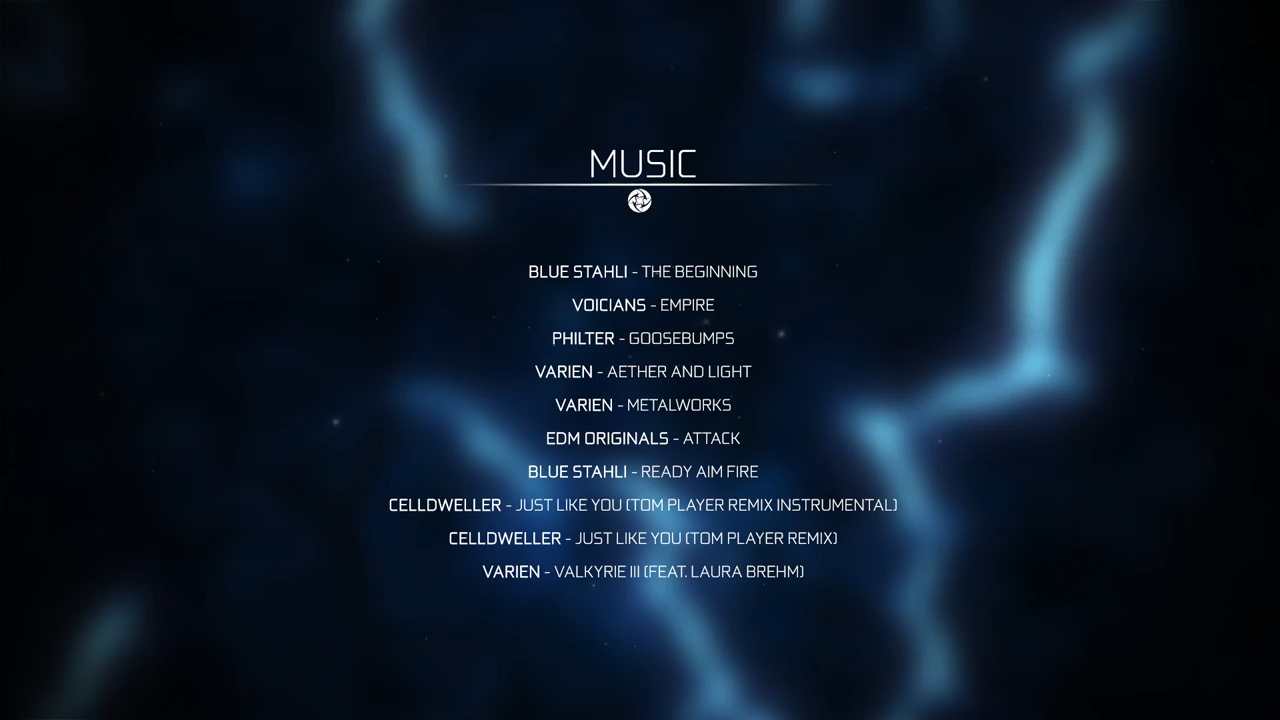 MUSIC
BLUE STAHLI - THE BEGINNING
VOICIANS - EMPIRE
PHILTER - GOOSEBUMPS
VARIEN - AETHER AND LIGHT
VARIEN - METALWORKS
EDM ORIGINALS - ATTACK
BLUE STAHLI - READY AIM FIRE
CELLDWELLER - JUST LIKE YOU (TOM PLAYER REMIX INSTRUMENTAL)
CELLDWELLER - JUST LIKE YOU (TOM PLAYER REMIX)
VARIEN - VALKYRIE III (FEAT. LAURA BREHM)